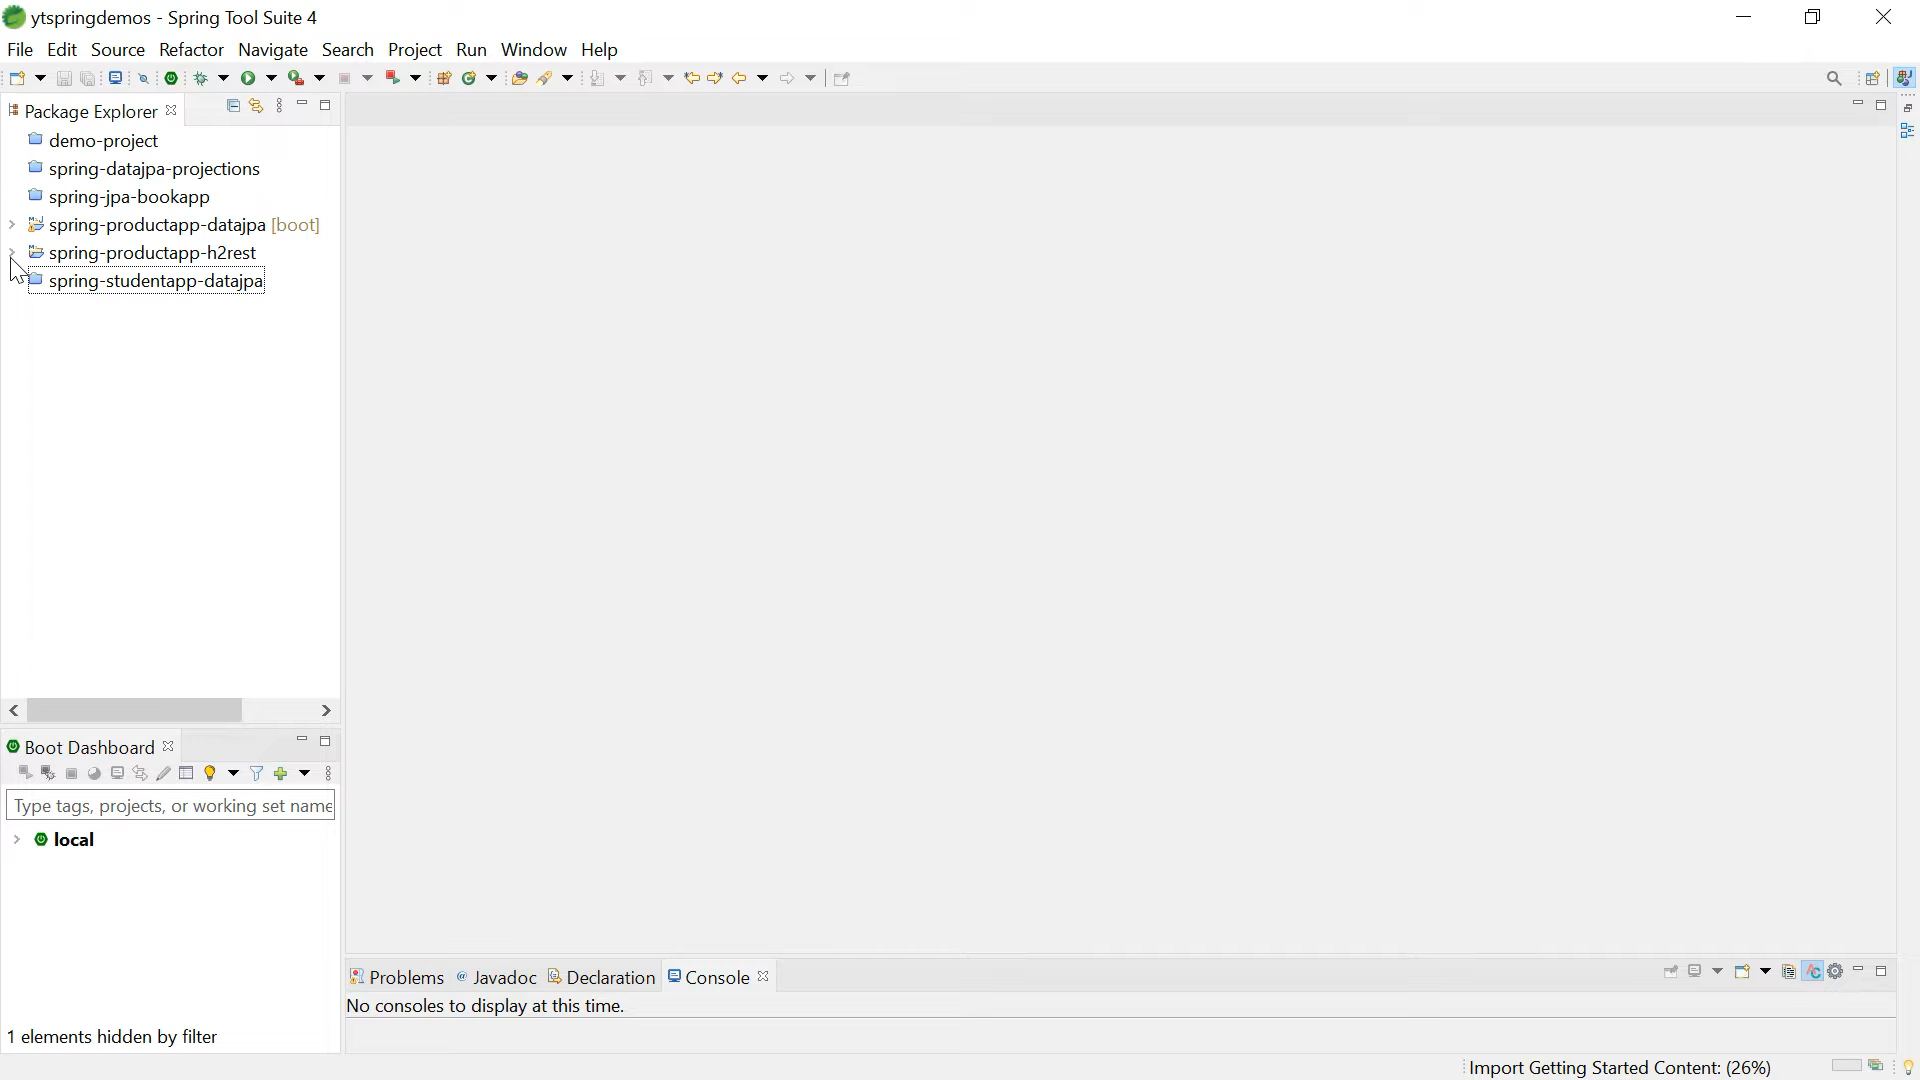 ytspringdemos - Spring Tool Suite 4
File Edit Source Refactor Navigate Search Project Run Window Help
Package Explorer
demo-project
spring-datajpa-projections
spring-jpa-bookapp
spring-productapp-datajpa [boot]
spring-productapp-h2rest
spring-studentapp-datajpa
Boot Dashboard
Type tags, projects, or working set name
local
1 elements hidden by filter
Problems Javadoc Declaration Console
No consoles to display at this time.
Import Getting Started Content: (26%)